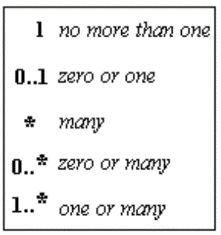 1 no more than one
0..1 zero or one
* many
0..* zero or many
1..* one or many